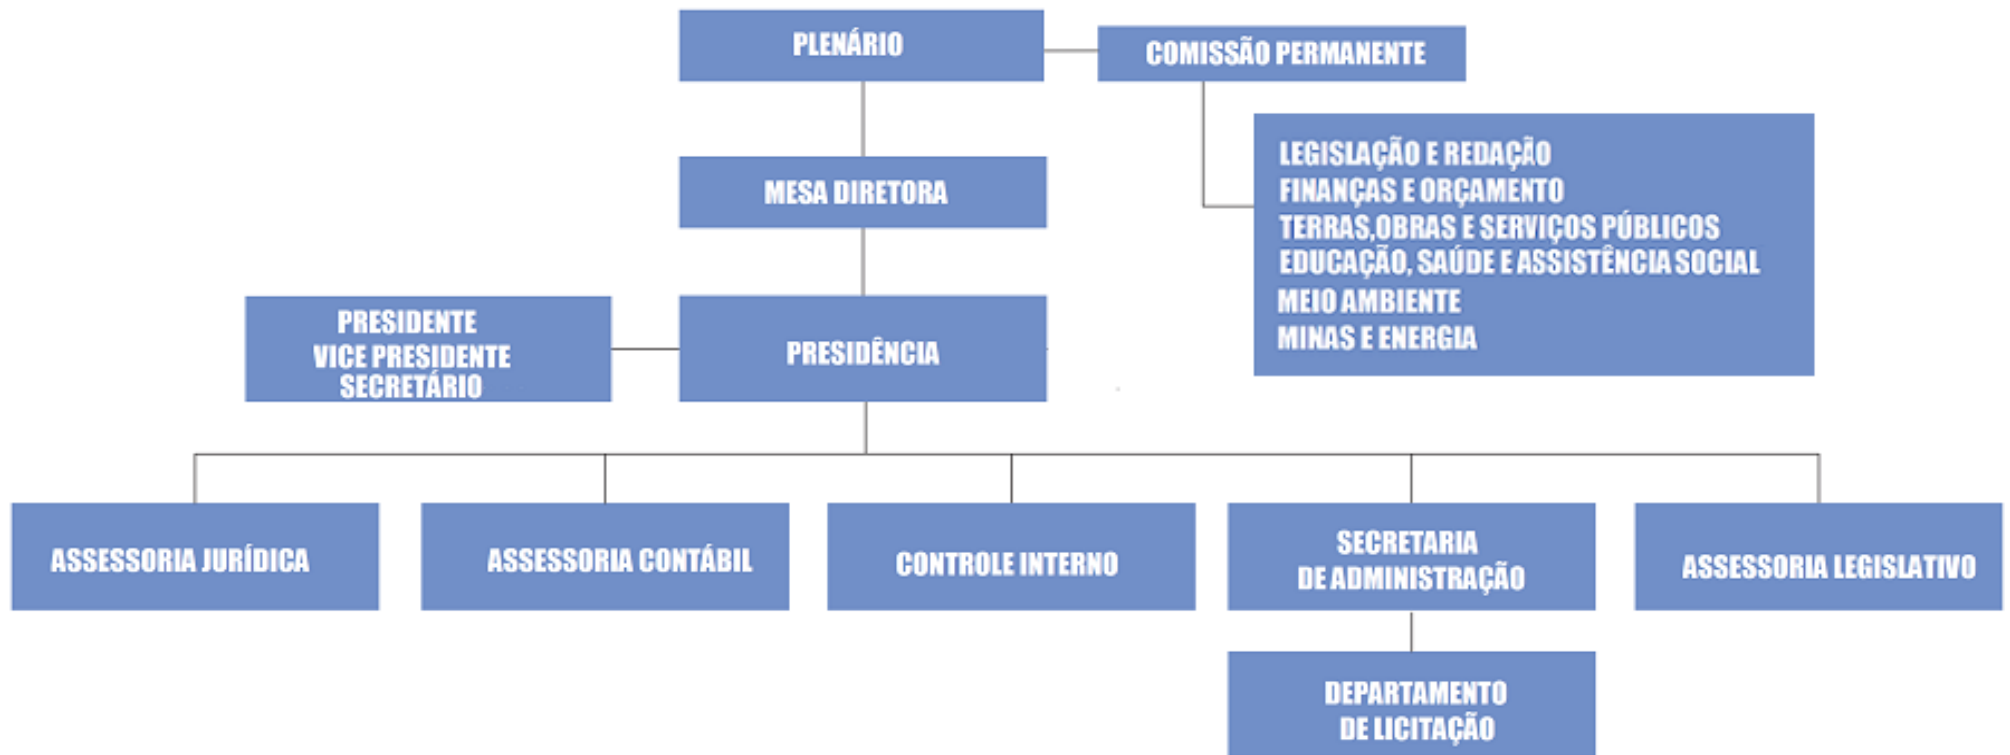 PLENÁRIO
COMISSÃO PERMANENTE
LEGISLAÇÃO E REDAÇÃO
FINANÇAS E ORÇAMENTO
TERRAS,OBRAS E SERVIÇOS PÚBLICOS
EDUCAÇÃO, SAÚDE E ASSISTÊNCIA SOCIAL
MEIO AMBIENTE
MINAS E ENERGIA
MESA DIRETORA
PRESIDENTE
VICE PRESIDENTE
SECRETÁRIO
PRESIDÊNCIA
ASSESSORIA JURÍDICA
ASSESSORIA CONTÁBIL
CONTROLE INTERNO
SECRETARIA
DE ADMINISTRAÇÃO
ASSESSORIA LEGISLATIVO
DEPARTAMENTO
DE LICITAÇÃO